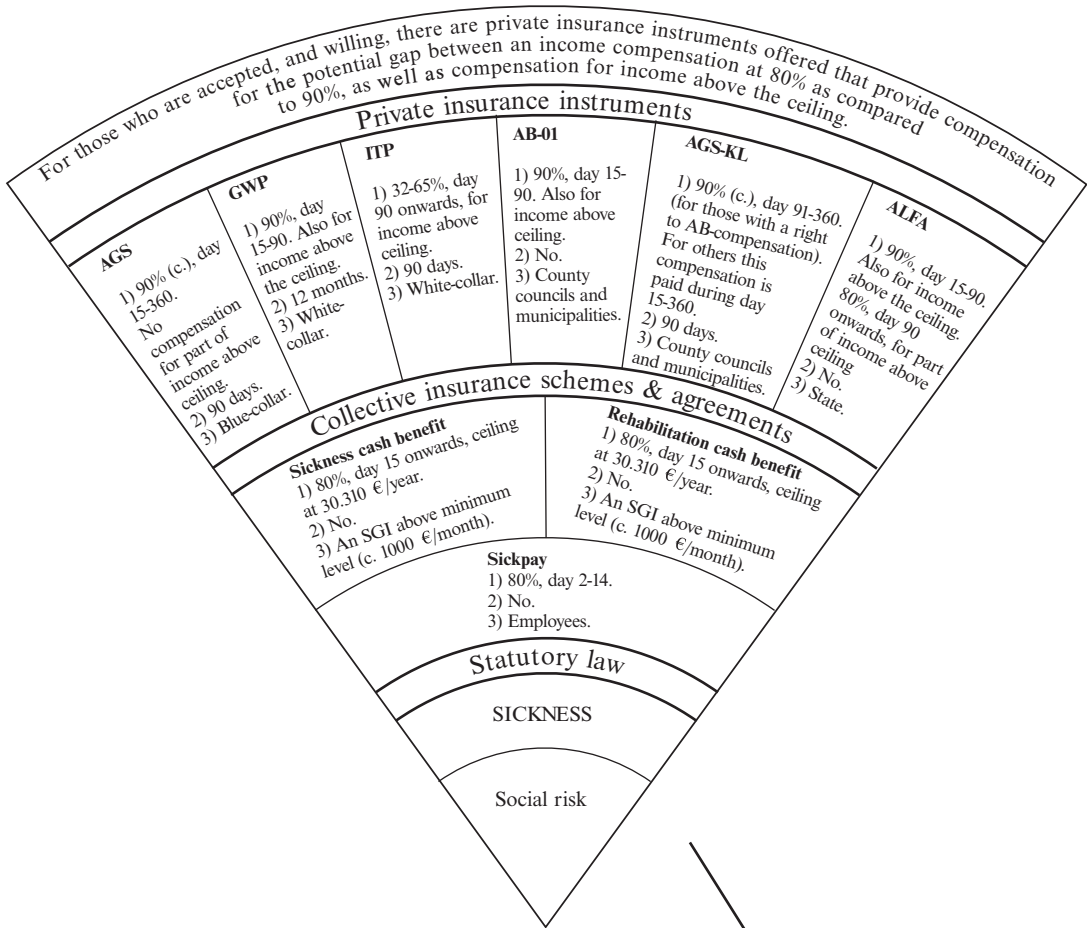 For those who are accepted, and willing, there are private insurance instruments offered that provide compensation
for the potential gap between an income compensation at 80% as compared
to 90%, as well as compensation for income above the ceiling.
Private insurance instruments
AGS
1) 90% (c.), day
15-360.
No
compensation
for part of
income above
ceiling.
2) 90 days.
3) Blue-collar.
GWP
1) 90%, day
15-90. Also for
income above
the ceiling.
2) 12 months.
3) White-
collar.
ITP
1) 32-65%, day
90 onwards, for
income above
ceiling.
2) 90 days.
3) White-collar.
AB-01
1) 90%, day 15-
90. Also for
income above
ceiling.
2) No.
3) County
councils and
municipalities.
AGS-KL
1) 90% (c.), day 91-360.
(for those with a right
to AB-compensation).
For others this
compensation is
paid during day
15-360.
2) 90 days.
3) County councils
and municipalities.
ALFA
1) 90%, day 15-90.
Also for income
above the ceiling.
80%, day 90
onwards, for part
of income above
ceiling
2) No.
3) State.
Collective insurance schemes & agreements
Sickness cash benefit
1) 80%, day 15 onwards, ceiling
at 30.310 €/year.
2) No.
3) An SGI above minimum
level (c. 1000 €/month).
Rehabilitation cash benefit
1) 80%, day 15 onwards, ceiling
at 30.310 €/year.
2) No.
3) An SGI above minimum
level (c. 1000 €/month).
Sickpay
1) 80%, day 2-14.
2) No.
3) Employees.
Statutory law
SICKNESS
Social risk